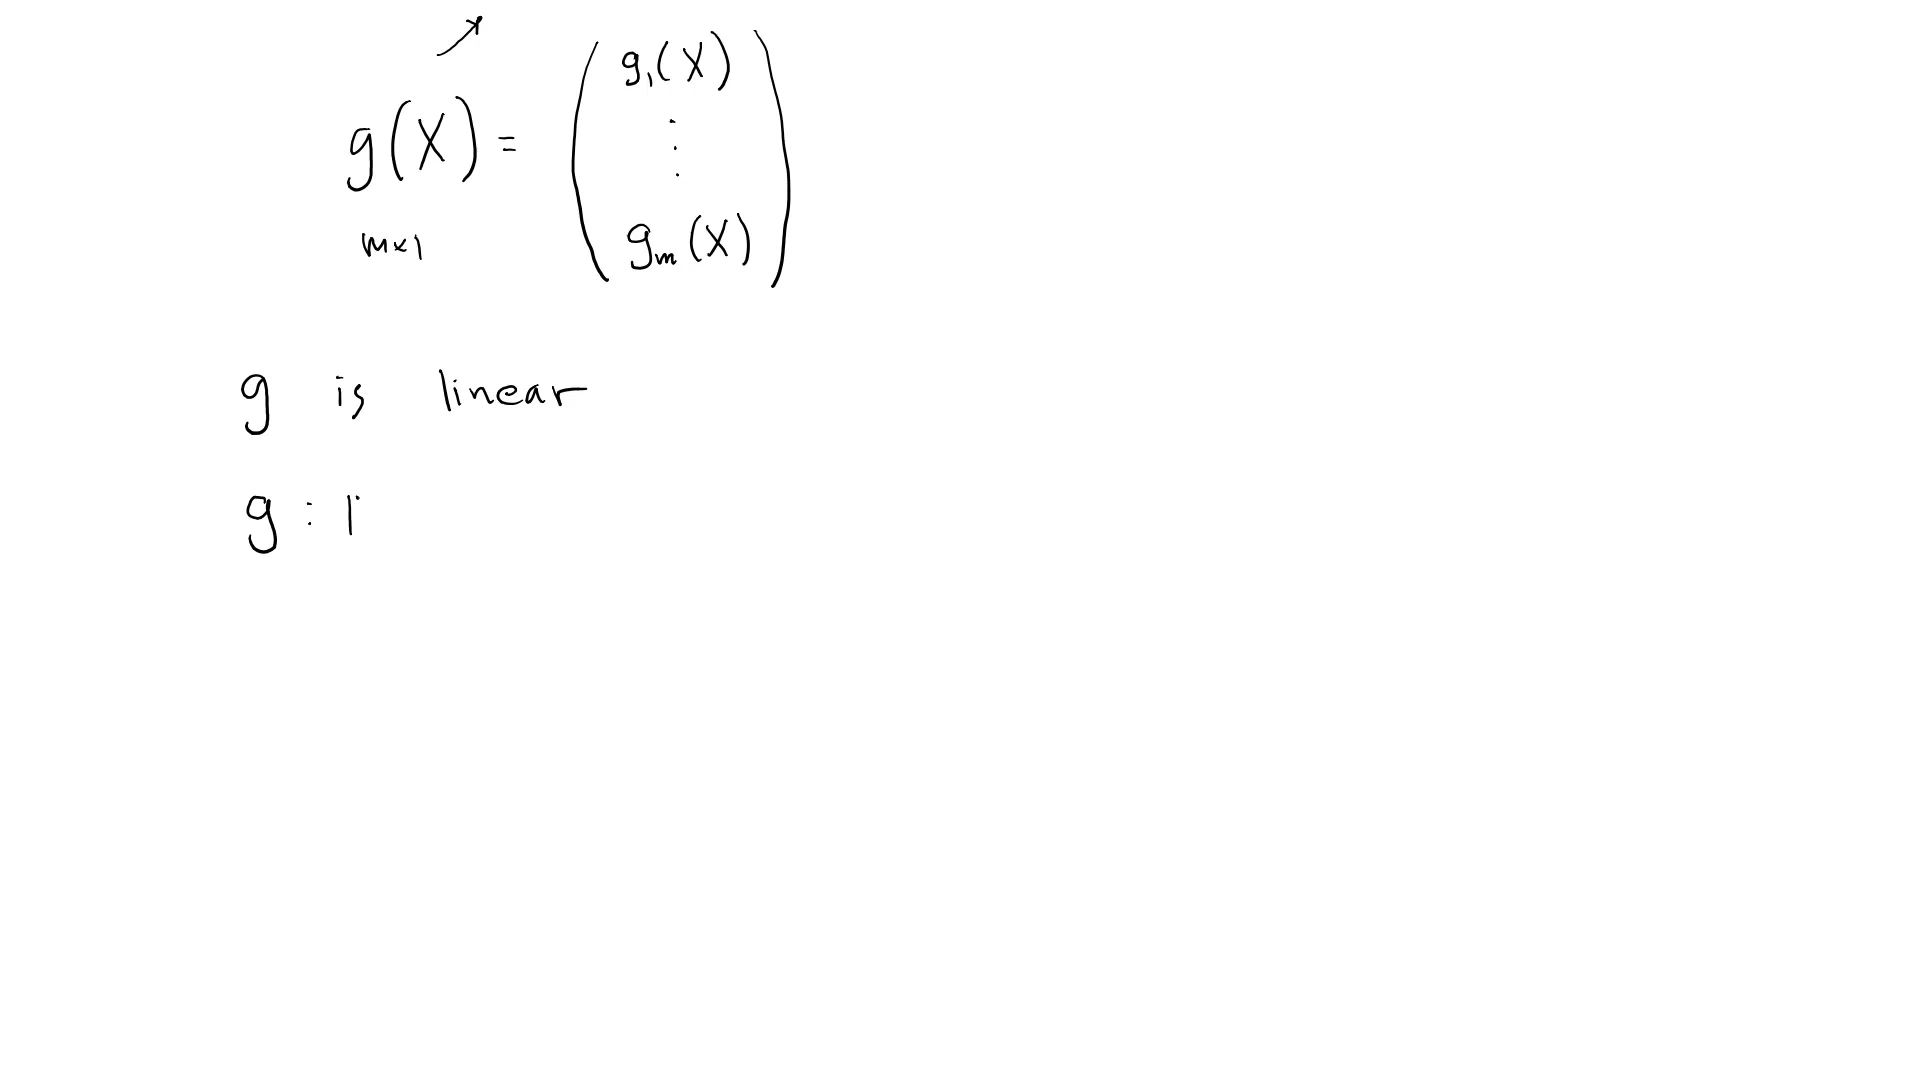 g(X) = ( g₁(X) ⋮ gₘ(X) )
m×1
g is linear
g :